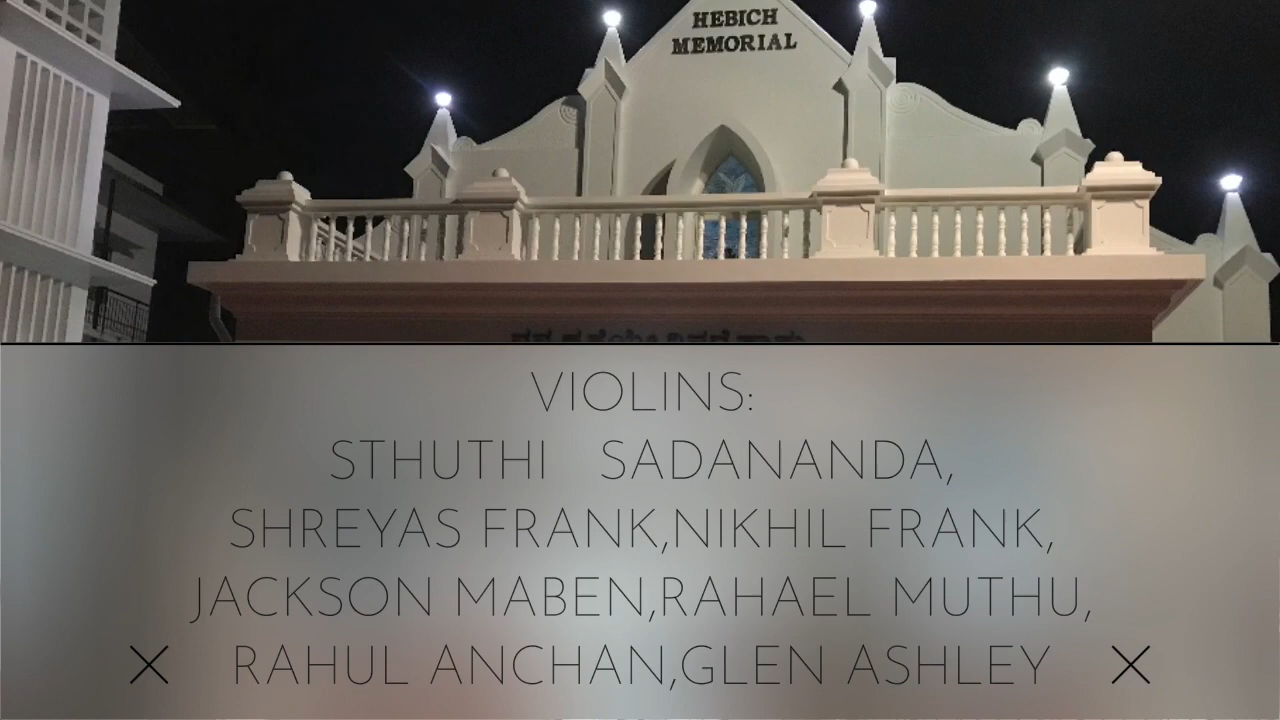 HEBICH
MEMORIAL
VIOLINS:
STHUTHI SADANANDA,
SHREYAS FRANK,NIKHIL FRANK,
JACKSON MABEN,RAHAEL MUTHU,
RAHUL ANCHAN,GLEN ASHLEY